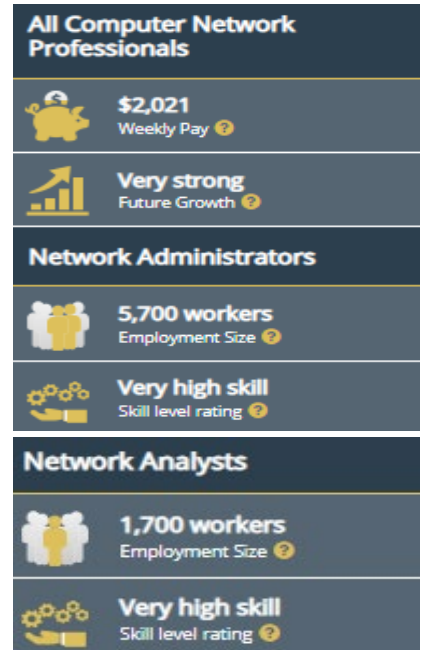 All Computer Network
Professionals
$2,021
Weekly Pay ?
Very strong
Future Growth ?
Network Administrators
5,700 workers
Employment Size ?
Very high skill
Skill level rating ?
Network Analysts
1,700 workers
Employment Size ?
Very high skill
Skill level rating ?